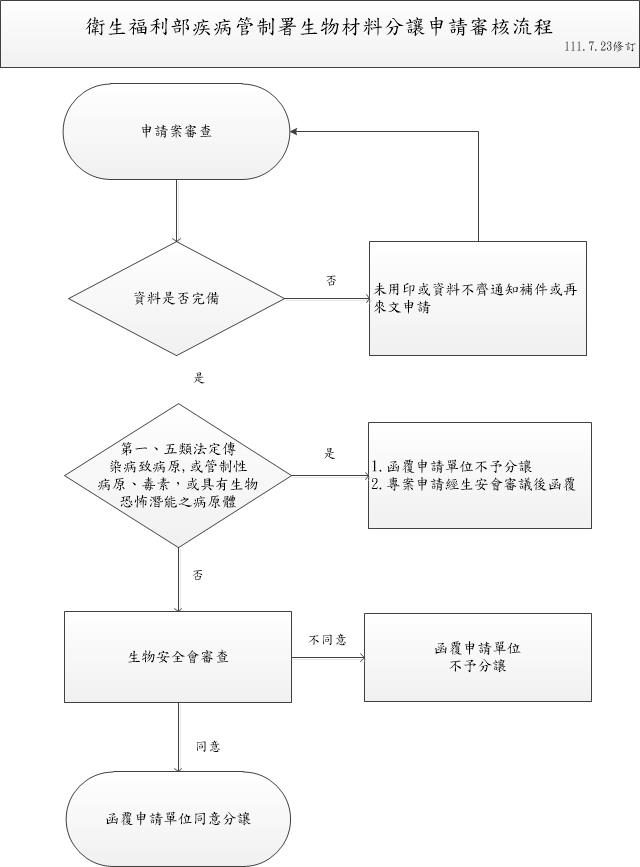 衛生福利部疾病管制署生物材料分讓申請審核流程
111.7.23修訂
申請案審查
資料是否完備
否
未用印或資料不齊通知補件或再
來文申請
是
第一、五類法定傳
染病致病原,或管制性
病原、毒素，或具有生物
恐怖潛能之病原體
是
1.函覆申請單位不予分讓
2.專案申請經生安會審議後函覆
否
生物安全會審查
不同意
函覆申請單位
不予分讓
同意
函覆申請單位同意分讓